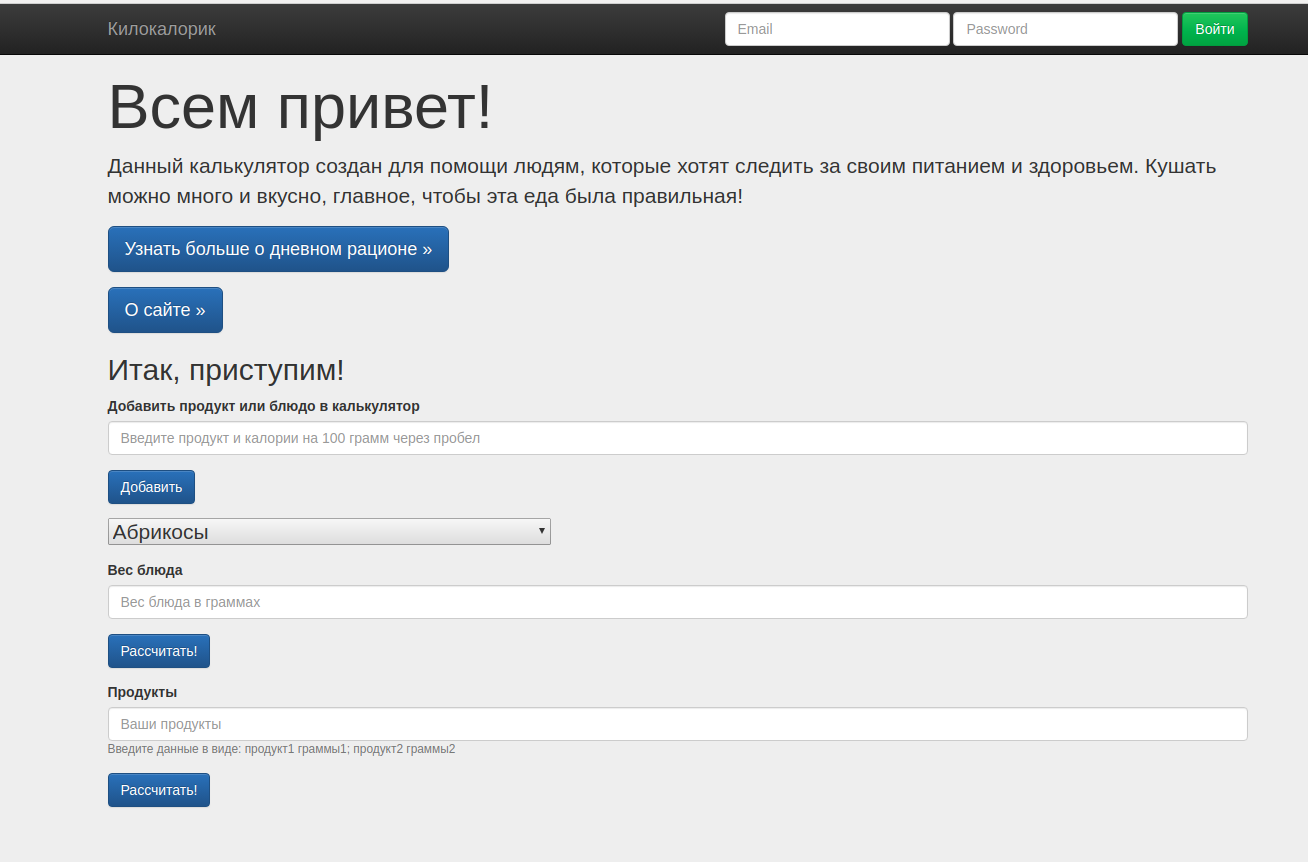 Килокалорик
Email
Password
Войти
Всем привет!
Данный калькулятор создан для помощи людям, которые хотят следить за своим питанием и здоровьем. Кушать
можно много и вкусно, главное, чтобы эта еда была правильная!
Узнать больше о дневном рационе »
О сайте »
Итак, приступим!
Добавить продукт или блюдо в калькулятор
Введите продукт и калории на 100 грамм через пробел
Добавить
Абрикосы
Вес блюда
Вес блюда в граммах
Рассчитать!
Продукты
Ваши продукты
Введите данные в виде: продукт1 граммы1; продукт2 граммы2
Рассчитать!